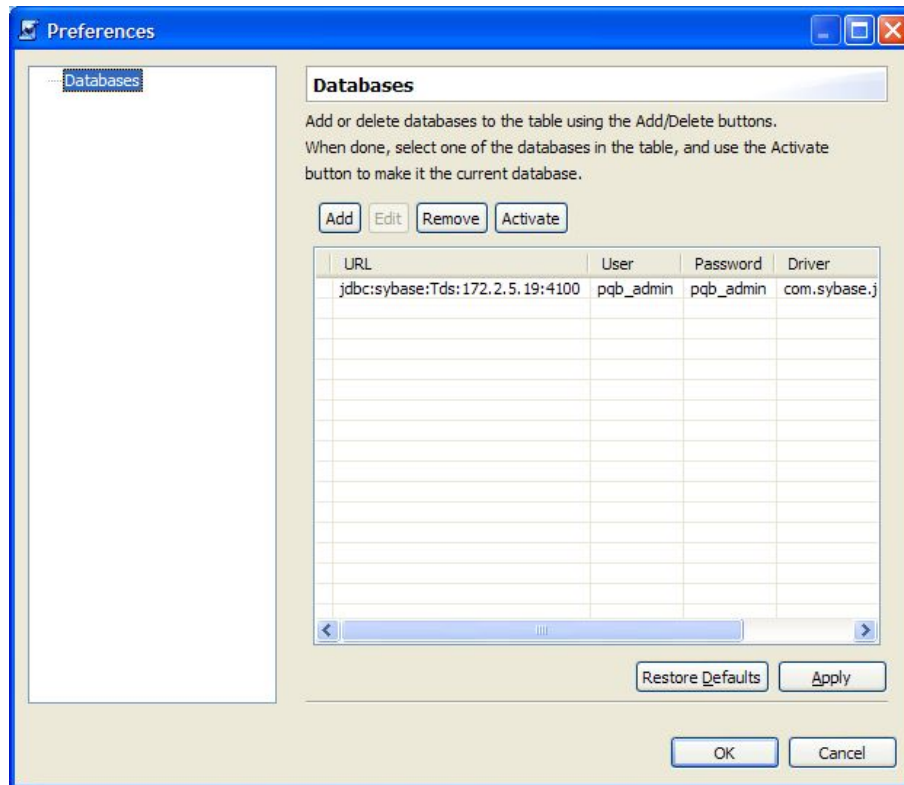 Preferences
Databases
Databases
Add or delete databases to the table using the Add/Delete buttons.
When done, select one of the databases in the table, and use the Activate
button to make it the current database.
Add Edit Remove Activate
URL User Password Driver
jdbc:sybase:Tds:172.2.5.19:4100 pqb_admin pqb_admin com.sybase.j
Restore Defaults Apply
OK Cancel